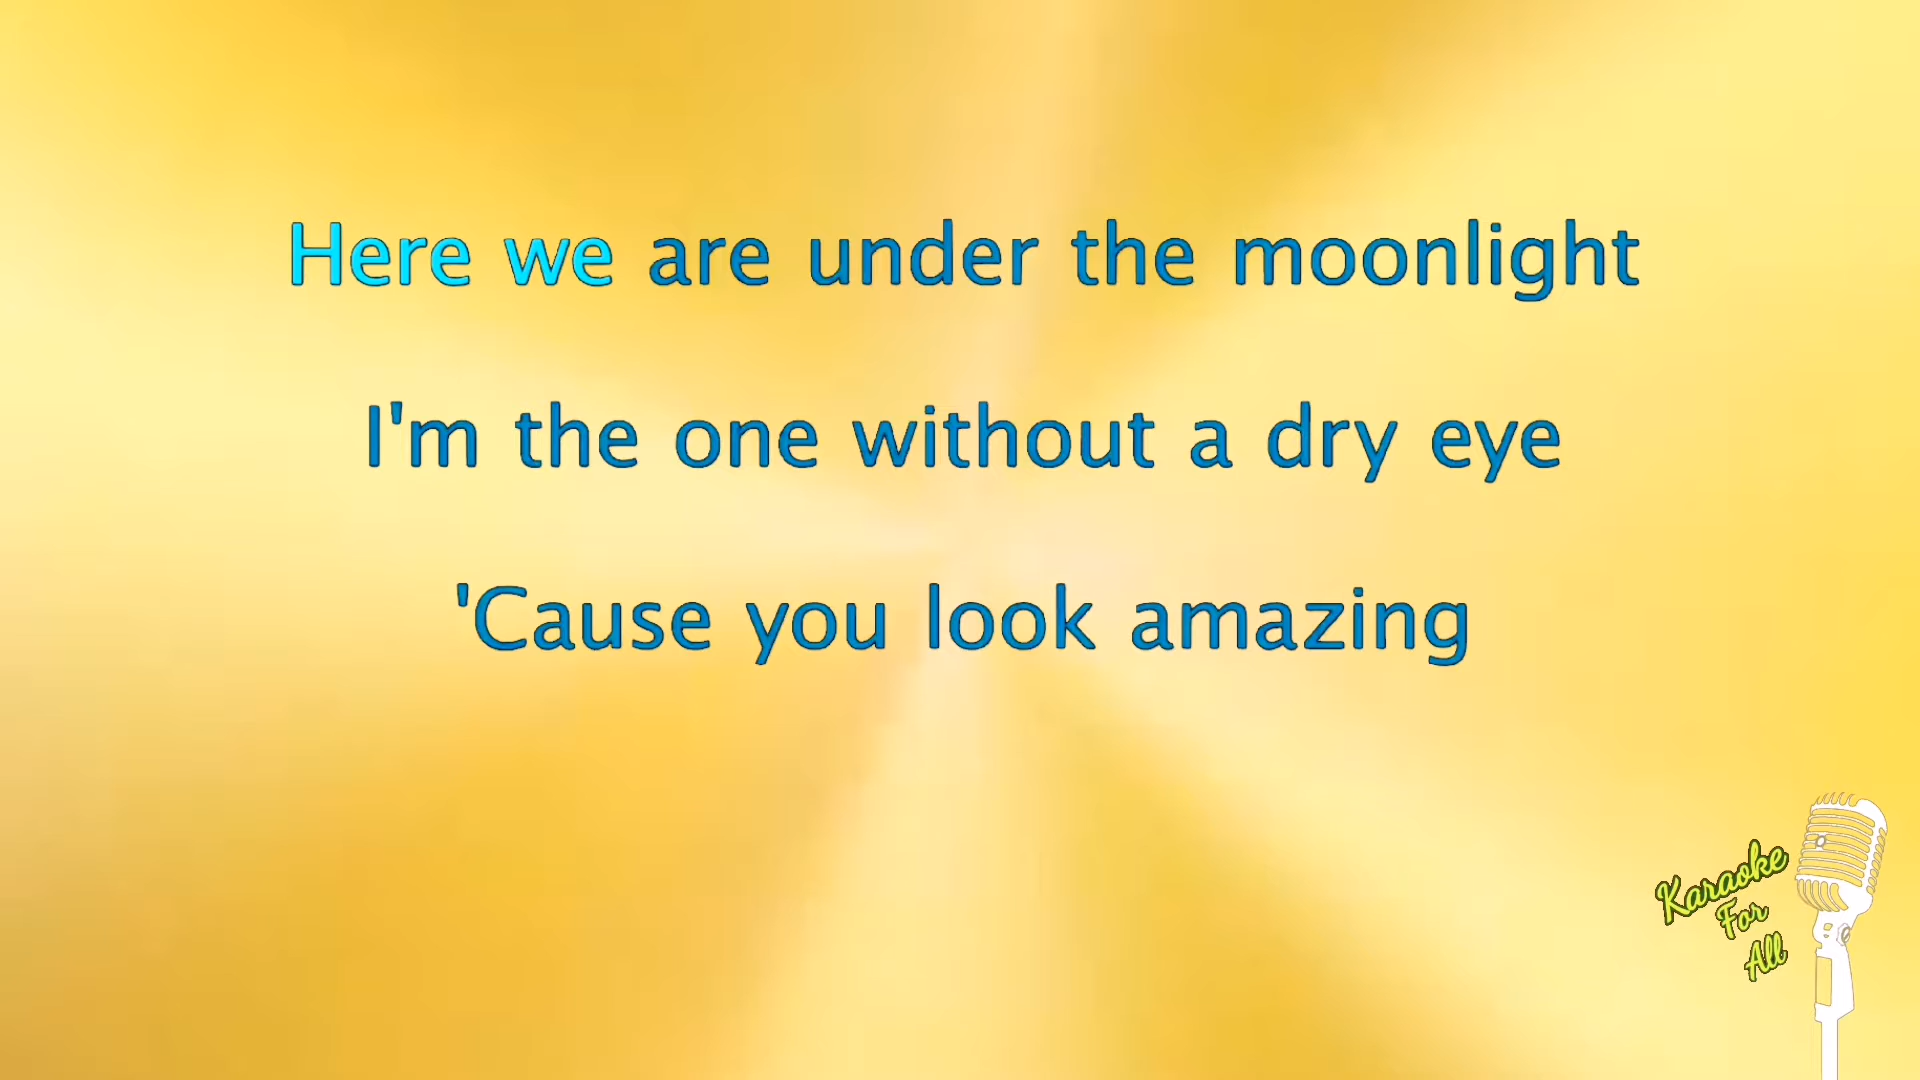 Here we are under the moonlight
I'm the one without a dry eye
'Cause you look amazing
Karaoke
For
All